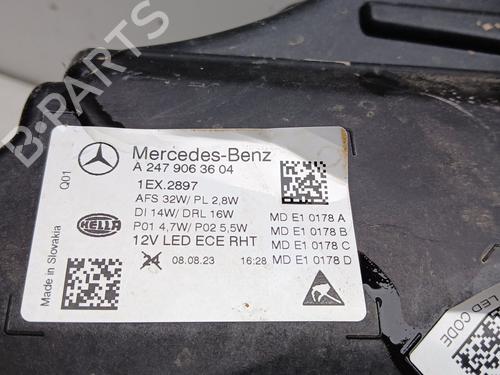 B-PARTS
Mercedes-Benz
A 247 906 36 04
1EX.2897
AFS 32W/ PL 2,8W
DI 14W/ DRL 16W
P01 4,7W/ P02 5,5W
12V LED ECE RHT
08.08.23 16:28
MD E1 0178 A
MD E1 0178 B
MD E1 0178 C
MD E1 0178 D
HELLA
Q01
Made in Slovakia
LED CODE